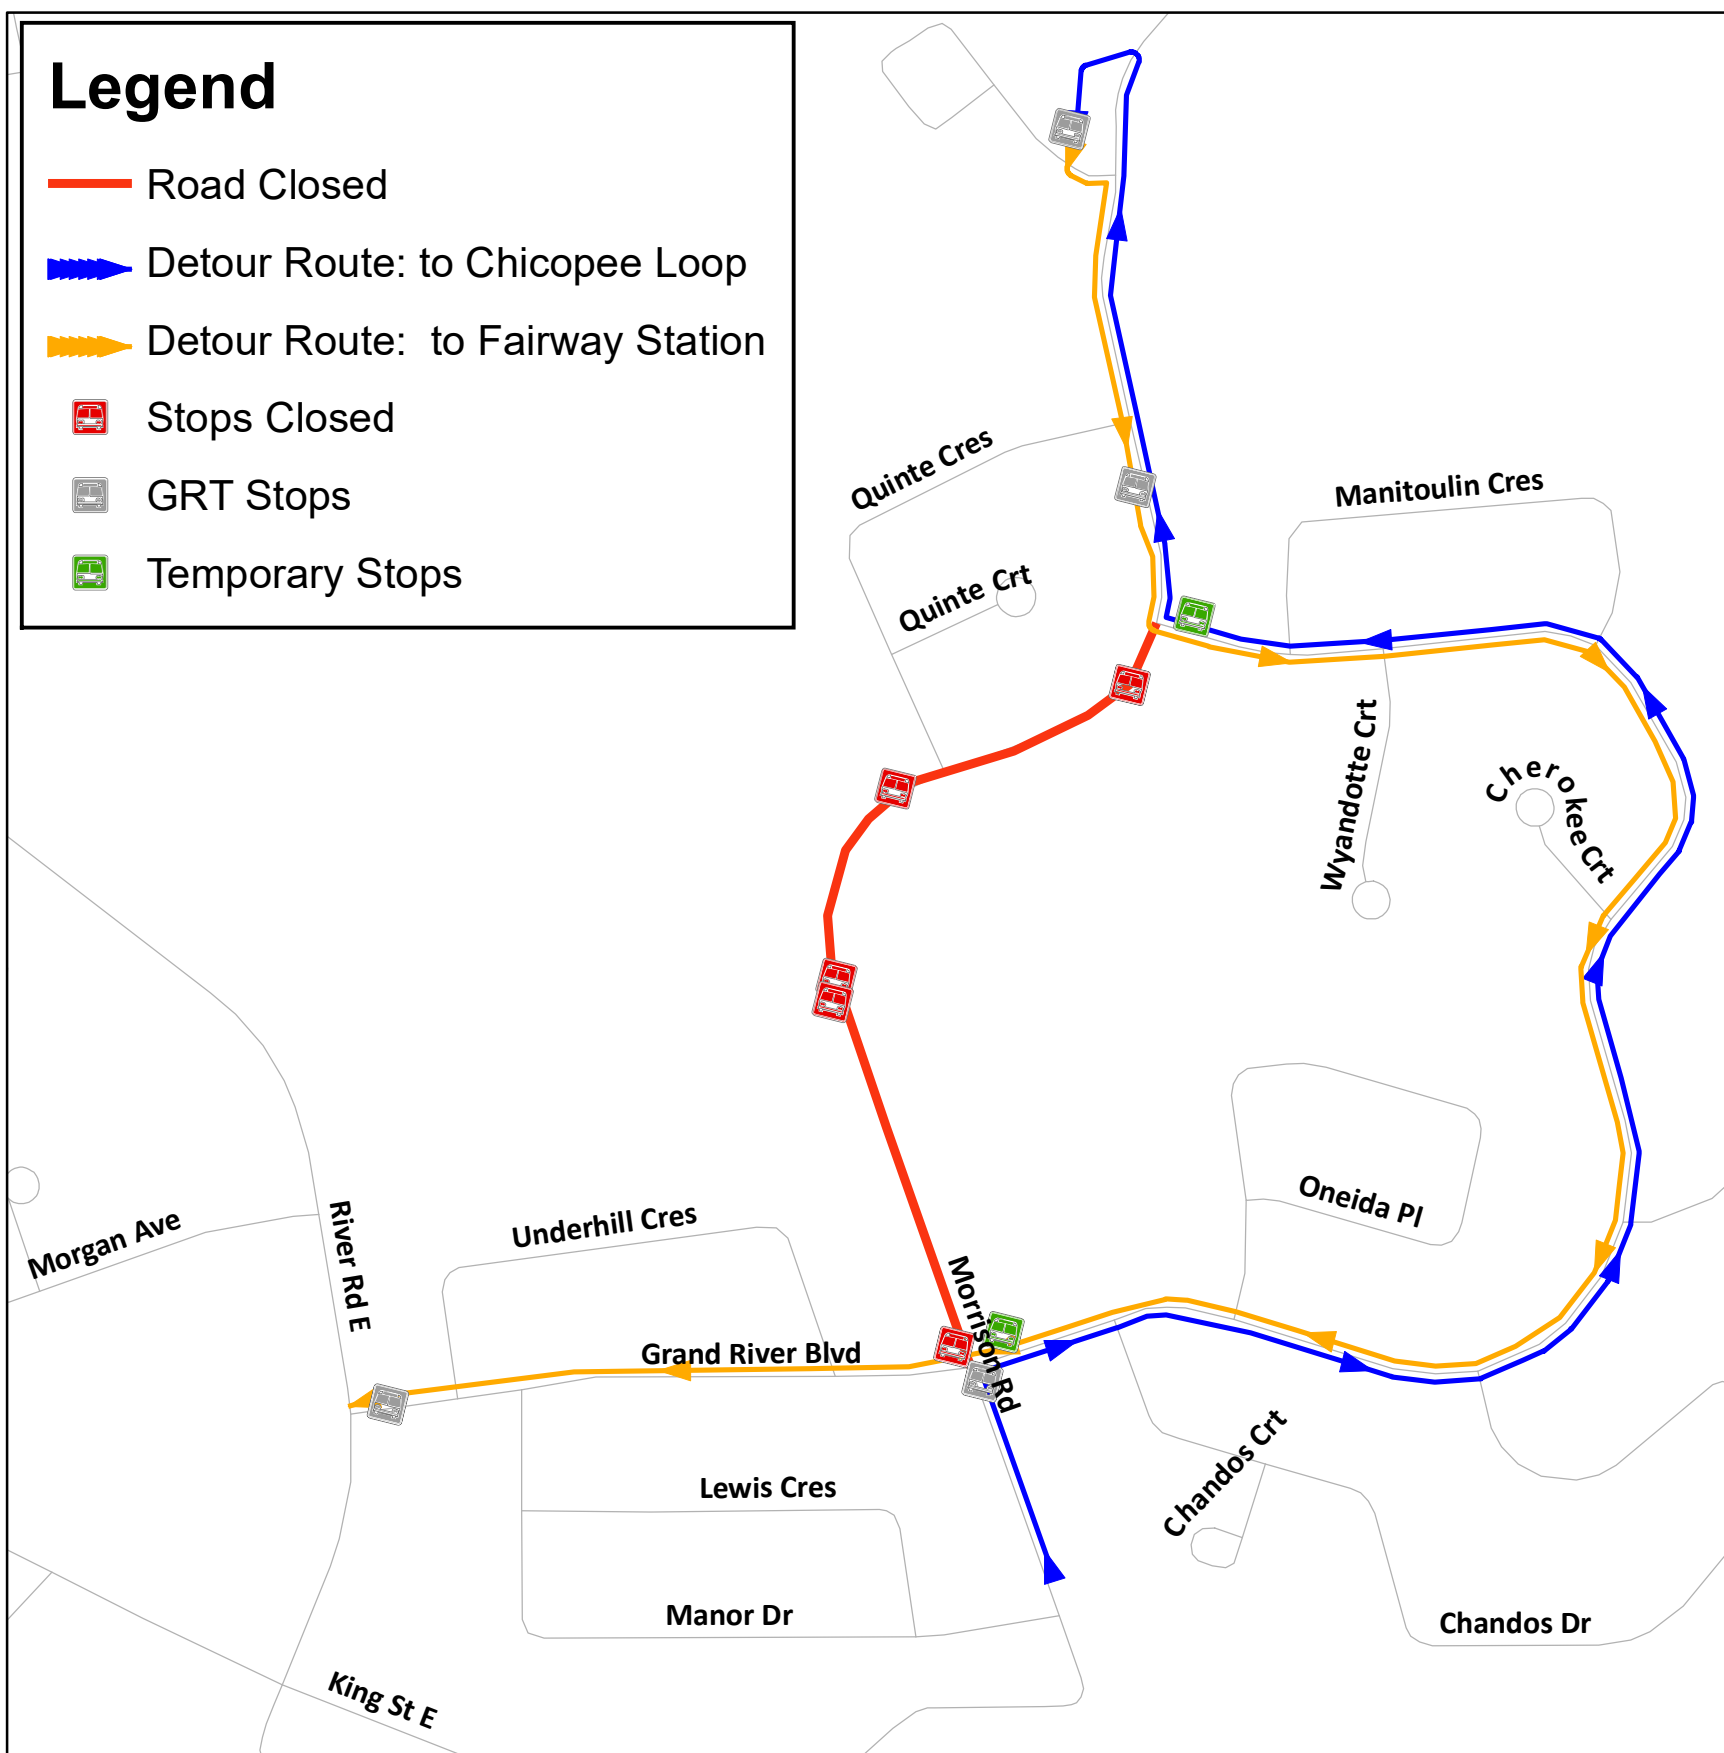 Legend
Road Closed
Detour Route: to Chicopee Loop
Detour Route:  to Fairway Station
Stops Closed
GRT Stops
Temporary Stops
Quinte Cres
Manitoulin Cres
Quinte Crt
Wyandotte Crt
Cherokee Crt
Oneida Pl
Morgan Ave
River Rd E
Underhill Cres
Morrison Rd
Grand River Blvd
Chandos Crt
Lewis Cres
Manor Dr
Chandos Dr
King St E